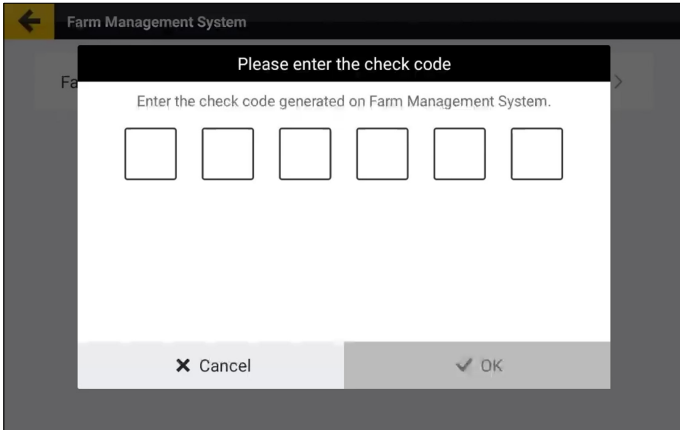 Farm Management System
Fa
Please enter the check code
Enter the check code generated on Farm Management System.
Cancel
OK